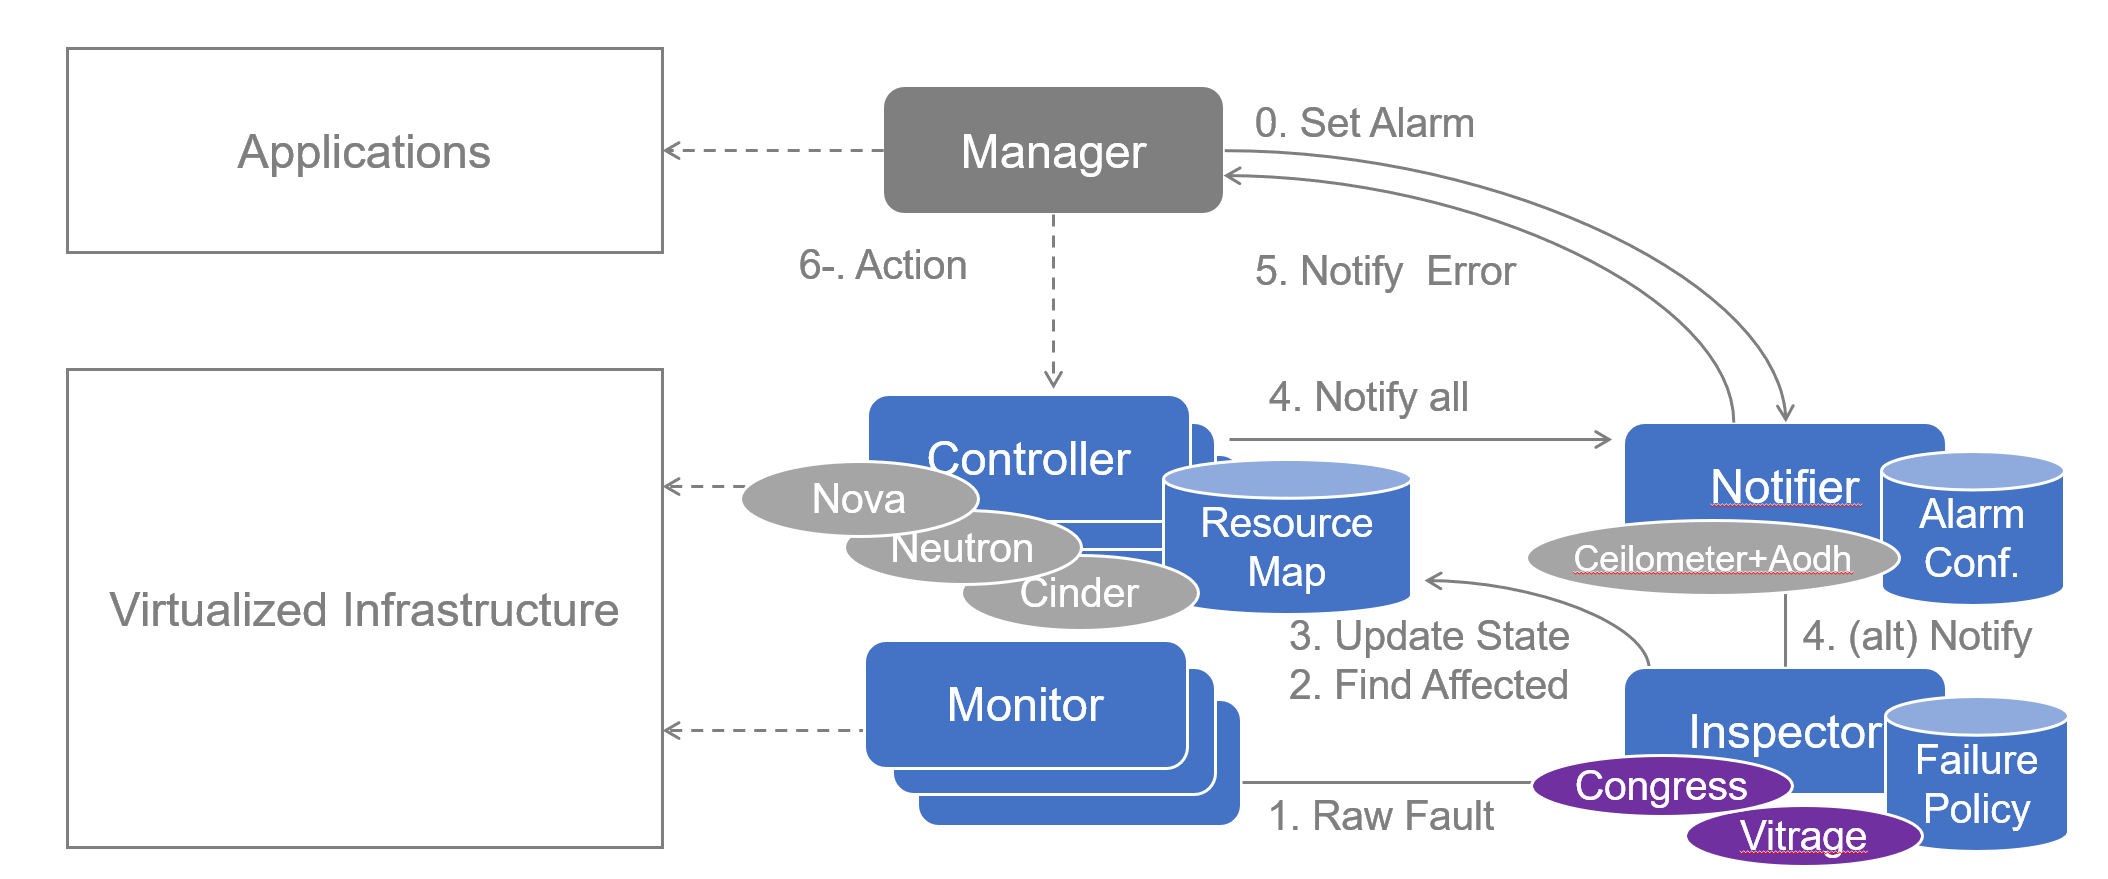 Applications
Manager
0. Set Alarm
6-. Action
5. Notify  Error
4. Notify all
Controller
Nova
Neutron
Cinder
Resource
Map
Notifier
Ceilometer+Aodh
Alarm
Conf.
Virtualized Infrastructure
3. Update State
2. Find Affected
4. (alt) Notify
Monitor
1. Raw Fault
Inspector
Congress
Vitrage
Failure
Policy